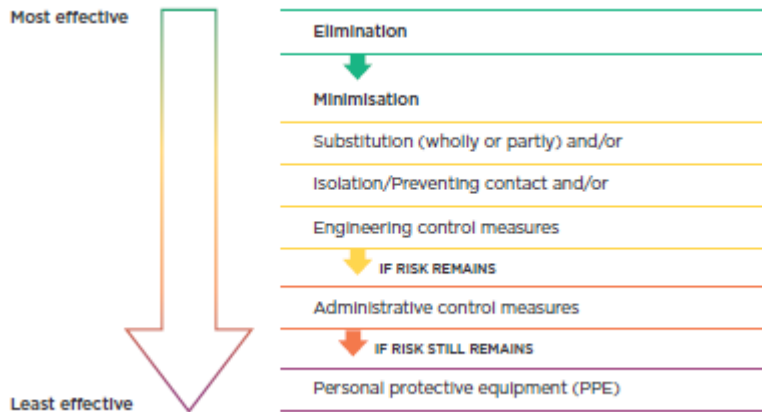 Most effective
Elimination
Minimisation
Substitution (wholly or partly) and/or
Isolation/Preventing contact and/or
Engineering control measures
IF RISK REMAINS
Administrative control measures
IF RISK STILL REMAINS
Personal protective equipment (PPE)
Least effective